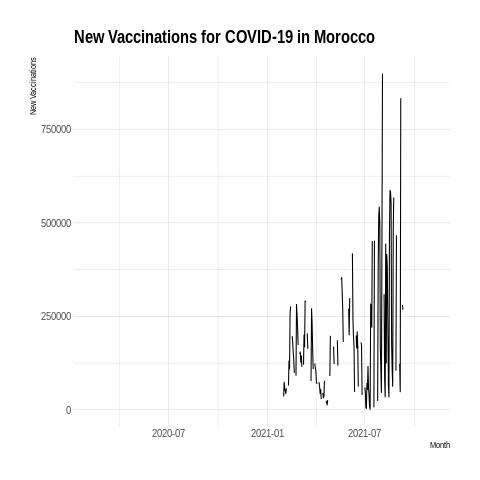 New Vaccinations for COVID-19 in Morocco
New Vaccinations
750000
500000
250000
0
2020-07 2021-01 2021-07
Month